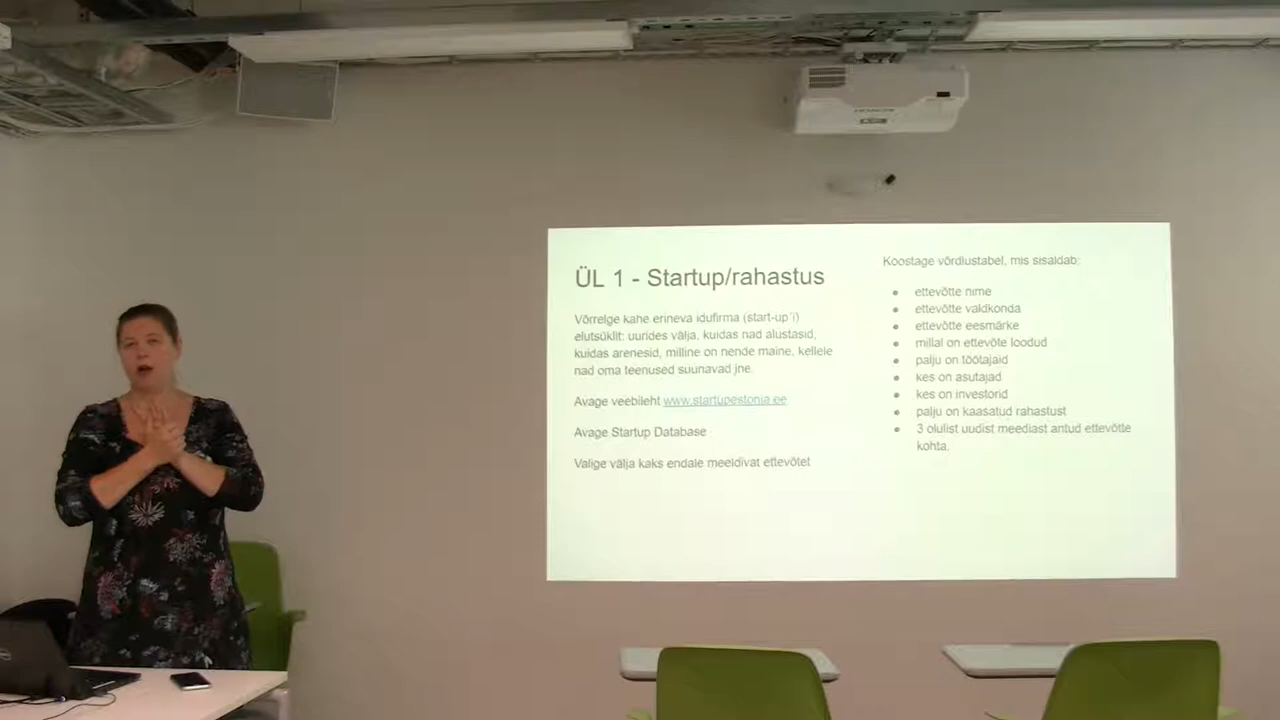 ÜL 1 - Startup/rahastus
Võrrelge kahe erineva idufirma (start-up´i)
elutsüklit: uurides välja, kuidas nad alustasid,
kuidas arenesid, milline on nende maine, kellele
nad oma teenused suunavad jne.
Avage veebileht www.startupestonia.ee
Avage Startup Database
Valige välja kaks endale meeldivat ettevõtet
Koostage võrdlustabel, mis sisaldab:
ettevõtte nime
ettevõtte valdkonda
ettevõtte eesmärke
millal on ettevõte loodud
palju on töötajaid
kes on asutajad
kes on investorid
palju on kaasatud rahastust
3 olulist uudist meediast antud ettevõtte
kohta.